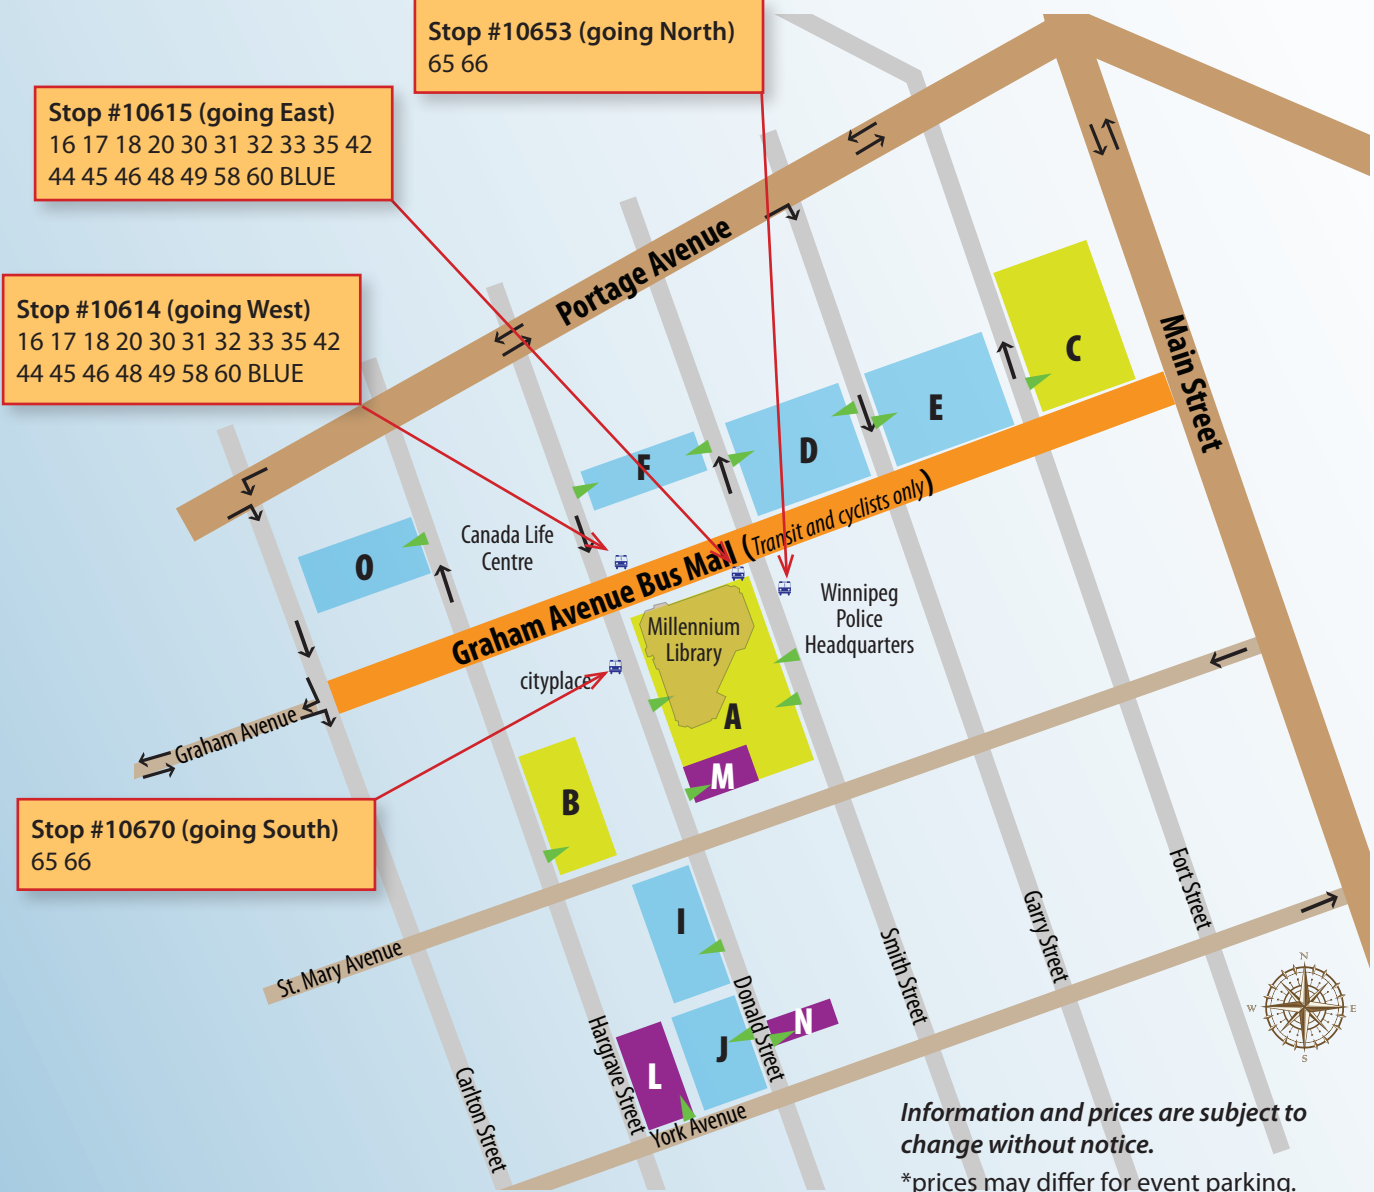 Stop #10653 (going North)
65 66
Stop #10615 (going East)
16 17 18 20 30 31 32 33 35 42
44 45 46 48 49 58 60 BLUE
Stop #10614 (going West)
16 17 18 20 30 31 32 33 35 42
44 45 46 48 49 58 60 BLUE
Portage Avenue
Main Street
C
E
D
F
O
Canada Life
Centre
Graham Avenue Bus Mall (Transit and cyclists only)
Winnipeg
Police
Headquarters
Millennium
Library
cityplace
A
M
B
Graham Avenue
Stop #10670 (going South)
65 66
St. Mary Avenue
I
J
N
L
York Avenue
Carlton Street
Hargrave Street
Donald Street
Smith Street
Garry Street
Fort Street
N
W
E
S
Information and prices are subject to
change without notice.
*prices may differ for event parking.